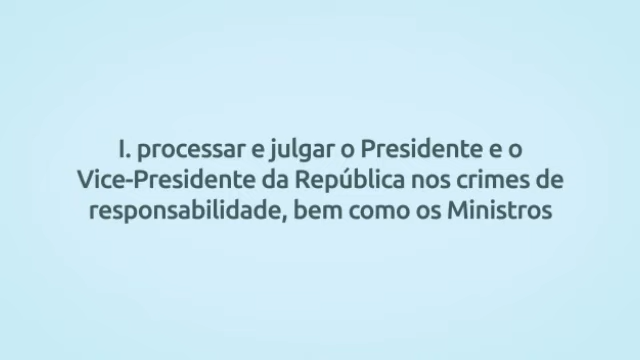 I. processar e julgar o Presidente e o
Vice-Presidente da República nos crimes de
responsabilidade, bem como os Ministros